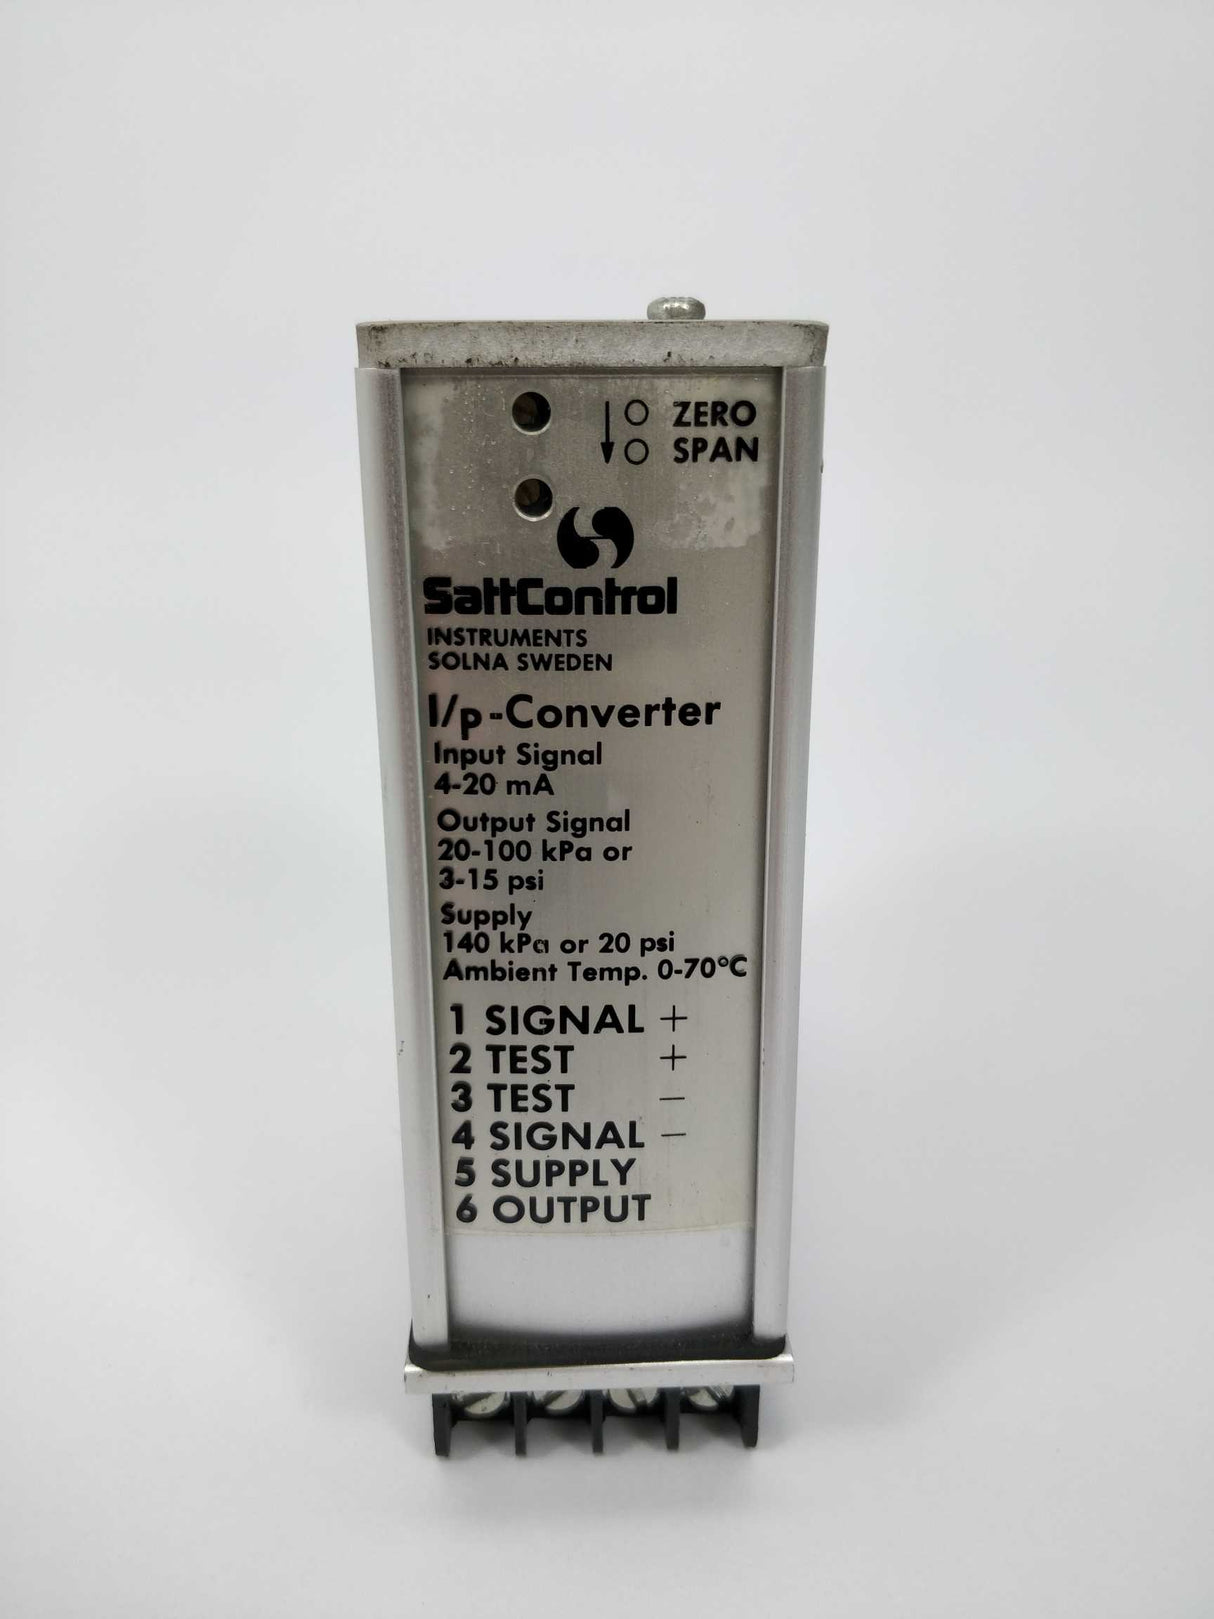 ZERO
SPAN
SattControl
INSTRUMENTS
SOLNA SWEDEN
I/p-Converter
Input Signal
4-20 mA
Output Signal
20-100 kPa or
3-15 psi
Supply
140 kPa or 20 psi
Ambient Temp. 0-70°C
1 SIGNAL +
2 TEST +
3 TEST –
4 SIGNAL –
5 SUPPLY
6 OUTPUT